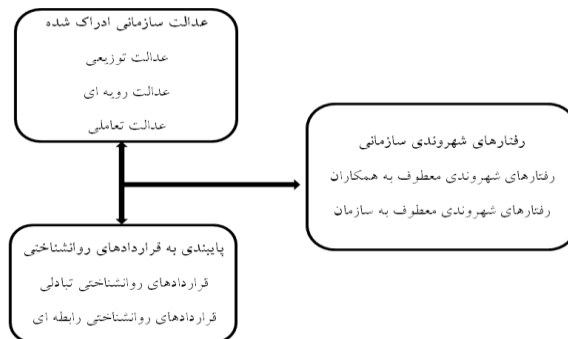 عدالت سازمانی ادراک شده
عدالت توزیعی
عدالت رویه ای
عدالت تعاملی
رفتارهای شهروندی سازمانی
رفتارهای شهروندی معطوف به همکاران
رفتارهای شهروندی معطوف به سازمان
پایبندی به قراردادهای روانشناختی
قراردادهای روانشناختی تبادلی
قراردادهای روانشناختی رابطه ای